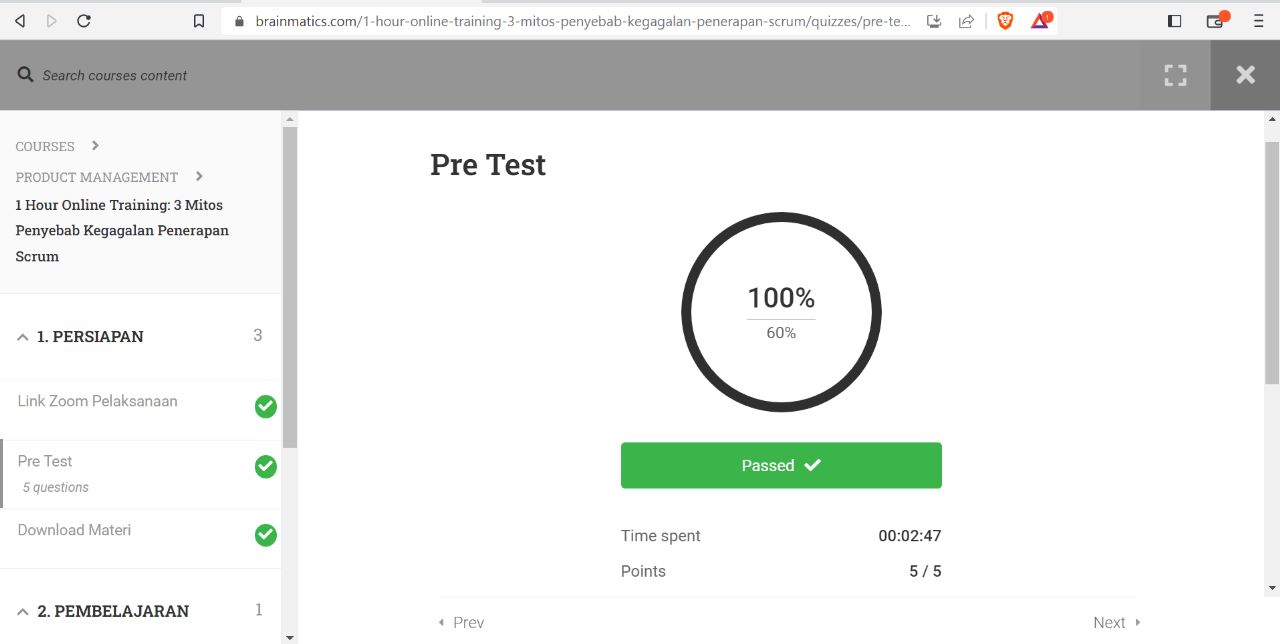 brainmatics.com/1-hour-online-training-3-mitos-penyebab-kegagalan-penerapan-scrum/quizzes/pre-te...
1
Search courses content
COURSES
PRODUCT MANAGEMENT
1 Hour Online Training: 3 Mitos
Penyebab Kegagalan Penerapan
Scrum
1. PERSIAPAN 3
Link Zoom Pelaksanaan
Pre Test
5 questions
Download Materi
2. PEMBELAJARAN 1
Pre Test
100%
60%
Passed
Time spent 00:02:47
Points 5 / 5
Prev Next